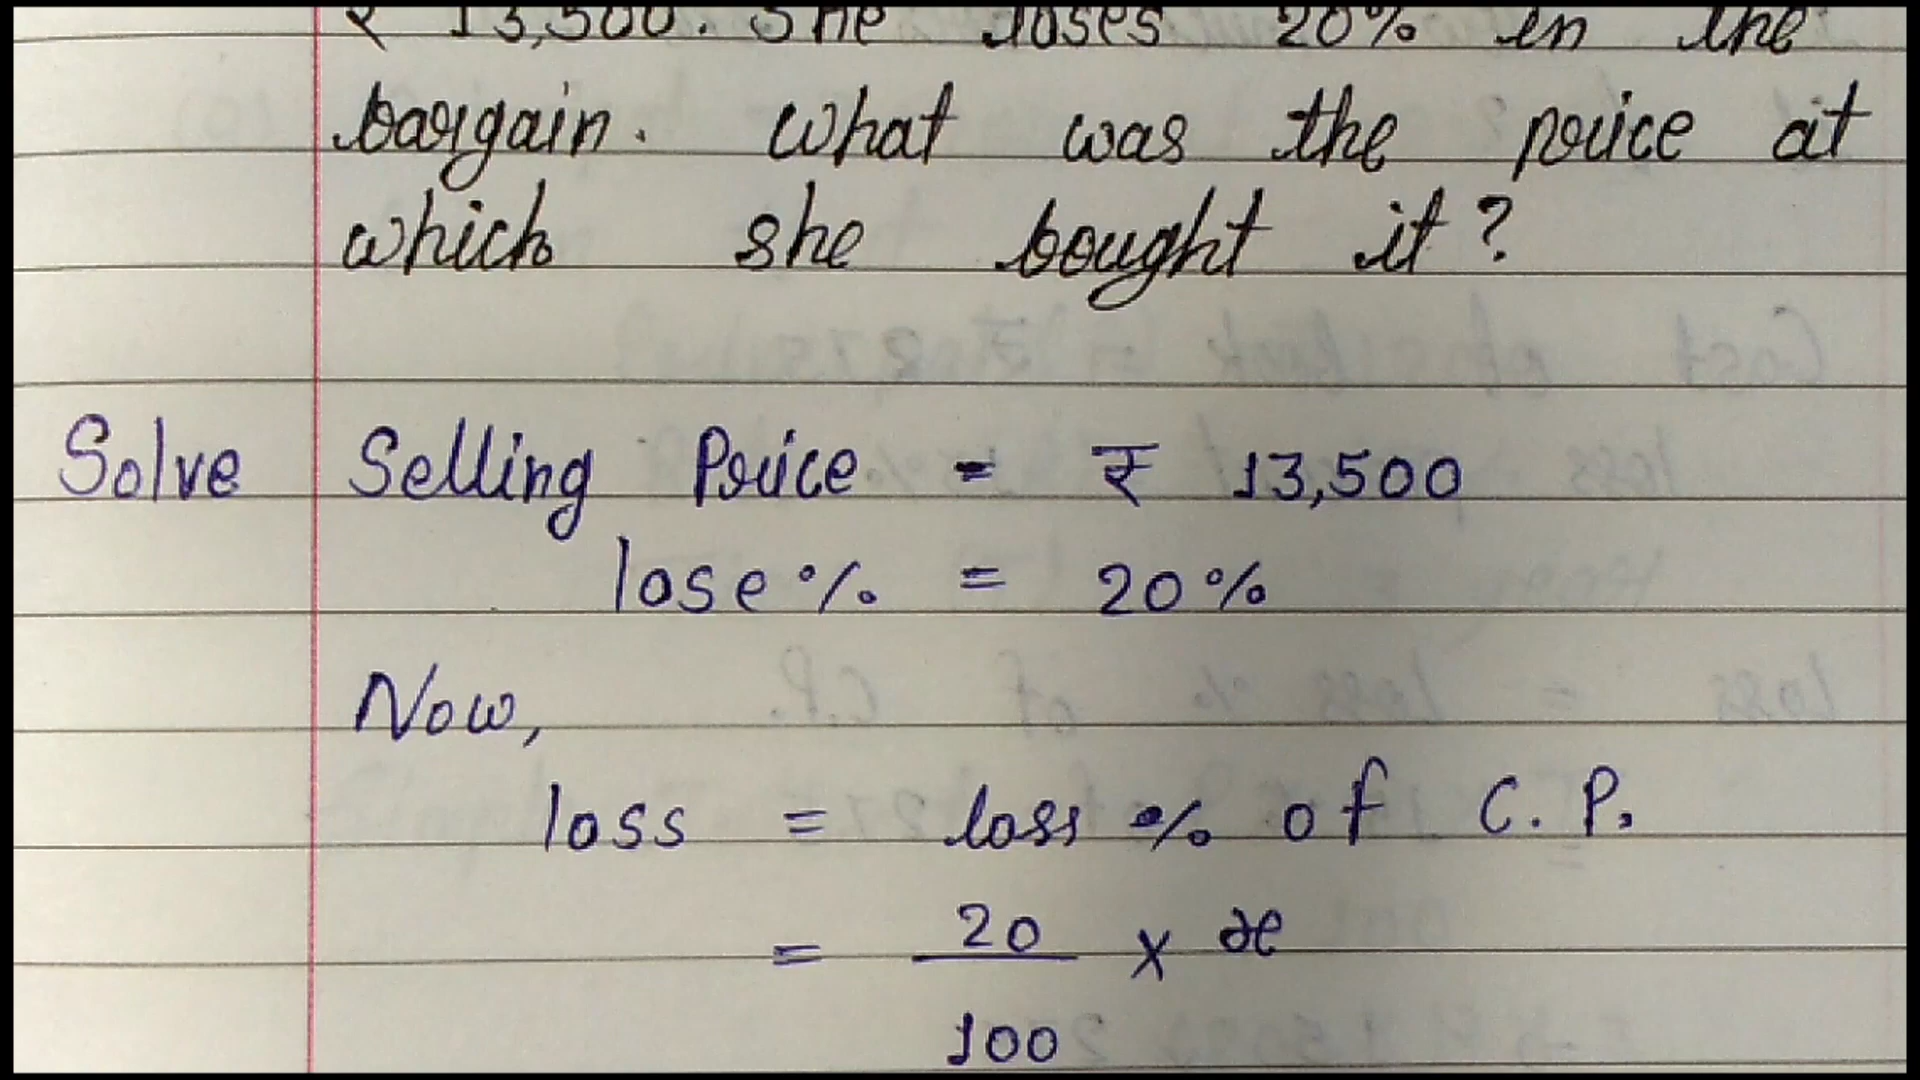 ₹ 13,500. She loses 20% in the
bargain. What was the price at
which she bought it?
Solve Selling Price = ₹ 13,500
lose% = 20%
Now,
loss = loss % of C.P.
= 20/100 × x